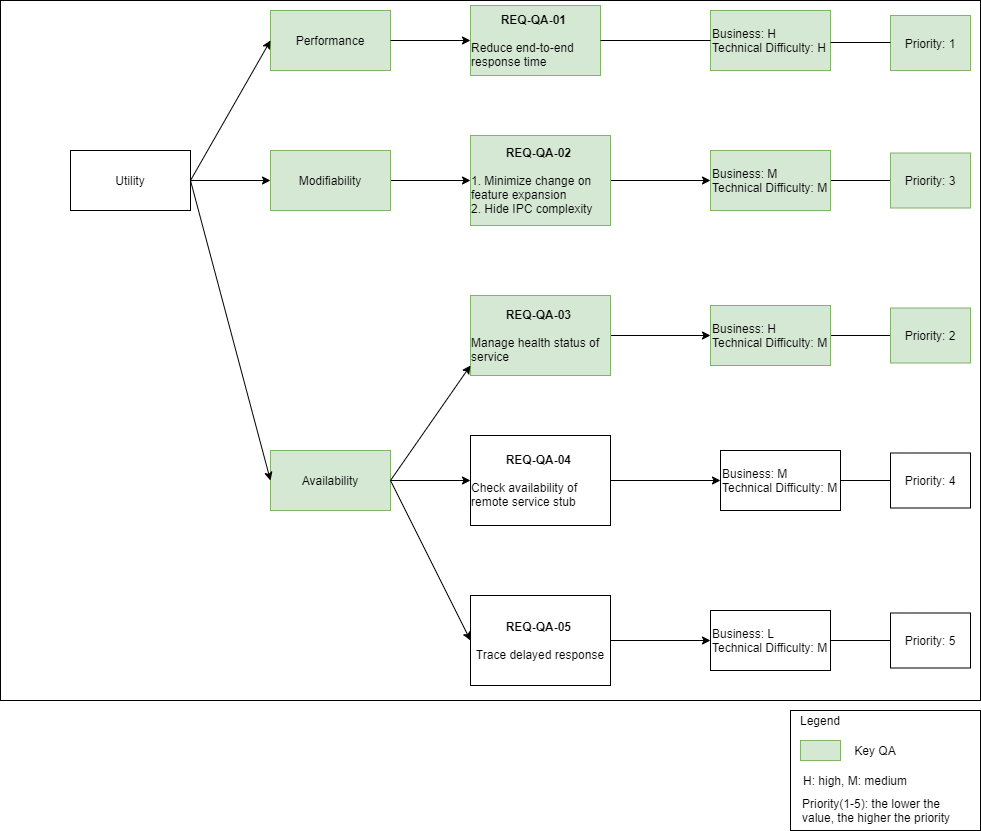 Performance
REQ-QA-01
Reduce end-to-end
response time
Business: H
Technical Difficulty: H
Priority: 1
Utility
Modifiability
REQ-QA-02
1. Minimize change on
feature expansion
2. Hide IPC complexity
Business: M
Technical Difficulty: M
Priority: 3
REQ-QA-03
Manage health status of
service
Business: H
Technical Difficulty: M
Priority: 2
Availability
REQ-QA-04
Check availability of
remote service stub
Business: M
Technical Difficulty: M
Priority: 4
REQ-QA-05
Trace delayed response
Business: L
Technical Difficulty: M
Priority: 5
Legend
Key QA
H: high, M: medium
Priority(1-5): the lower the
value, the higher the priority